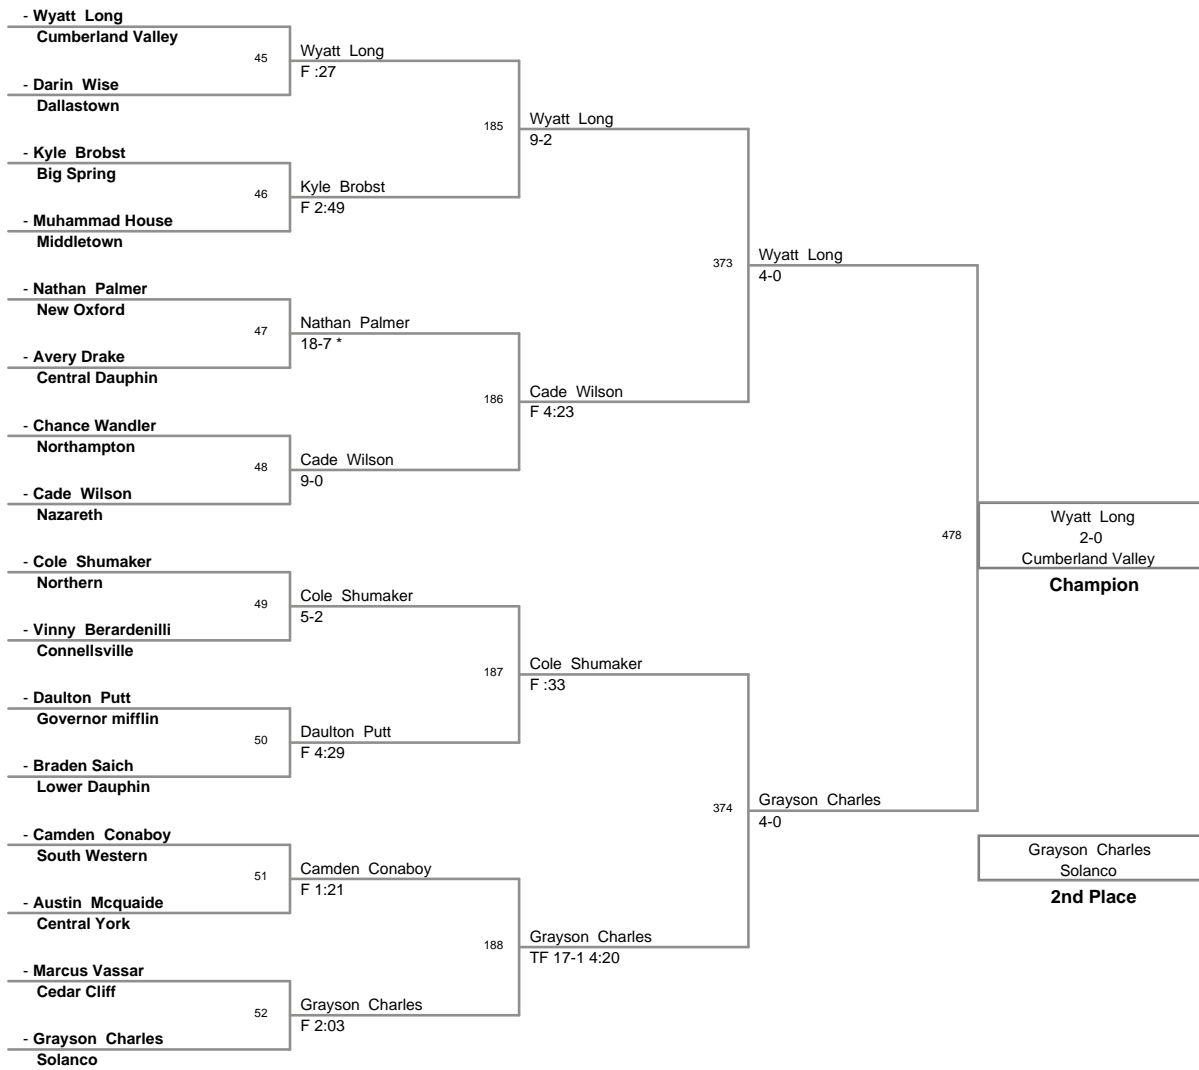 - Wyatt Long
Cumberland Valley
- Darin Wise
Dallastown
- Kyle Brobst
Big Spring
- Muhammad House
Middletown
- Nathan Palmer
New Oxford
- Avery Drake
Central Dauphin
- Chance Wandler
Northampton
- Cade Wilson
Nazareth
- Cole Shumaker
Northern
- Vinny Berardenilli
Connellsville
- Daulton Putt
Governor mifflin
- Braden Saich
Lower Dauphin
- Camden Conaboy
South Western
- Austin Mcquaide
Central York
- Marcus Vassar
Cedar Cliff
- Grayson Charles
Solanco
45
Wyatt Long
F :27
46
Kyle Brobst
F 2:49
47
Nathan Palmer
18-7 *
48
Cade Wilson
9-0
49
Cole Shumaker
5-2
50
Daulton Putt
F 4:29
51
Camden Conaboy
F 1:21
52
Grayson Charles
F 2:03
185
Wyatt Long
9-2
186
Cade Wilson
F 4:23
187
Cole Shumaker
F :33
188
Grayson Charles
TF 17-1 4:20
373
Wyatt Long
4-0
374
Grayson Charles
4-0
478
Wyatt Long
2-0
Cumberland Valley
Champion
Grayson Charles
Solanco
2nd Place